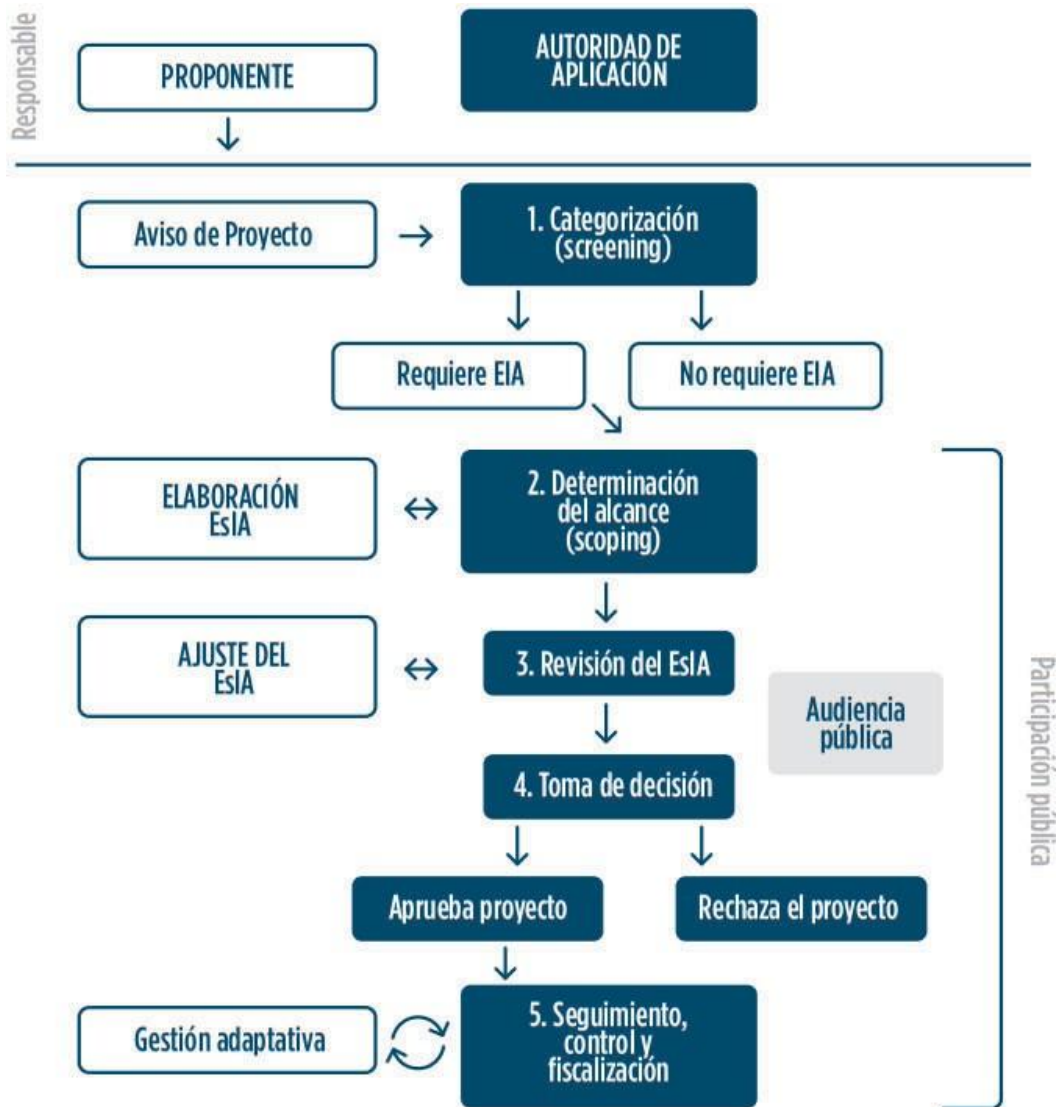 Responsable
PROPONENTE
AUTORIDAD DE
APLICACIÓN
Aviso de Proyecto
1. Categorización
(screening)
Requiere EIA
No requiere EIA
ELABORACIÓN
EsIA
2. Determinación
del alcance
(scoping)
AJUSTE DEL
EsIA
3. Revisión del EsIA
Audiencia
pública
Participación pública
4. Toma de decisión
Aprueba proyecto
Rechaza el proyecto
Gestión adaptativa
5. Seguimiento,
control y
fiscalización